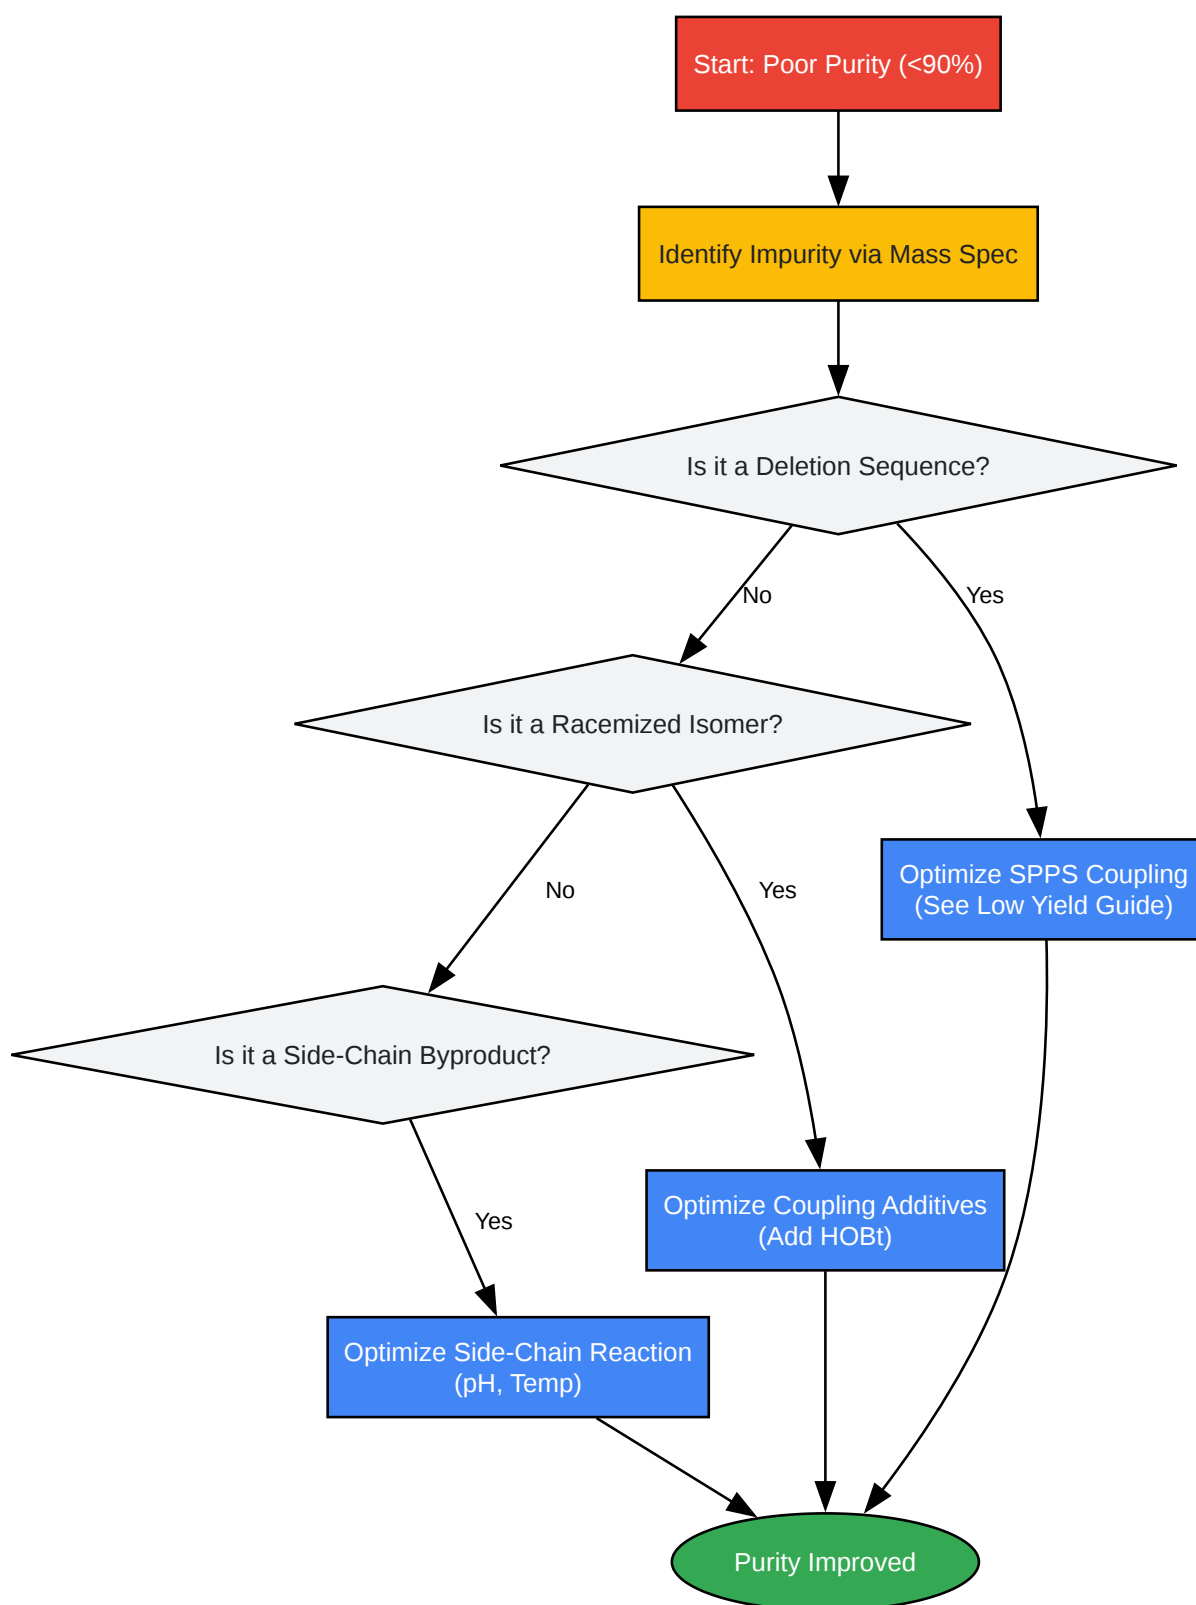 Start: Poor Purity (<90%)
Identify Impurity via Mass Spec
Is it a Deletion Sequence?
No
Yes
Is it a Racemized Isomer?
No
Yes
Optimize SPPS Coupling
(See Low Yield Guide)
Is it a Side-Chain Byproduct?
Yes
Optimize Coupling Additives
(Add HOBt)
Optimize Side-Chain Reaction
(pH, Temp)
Purity Improved